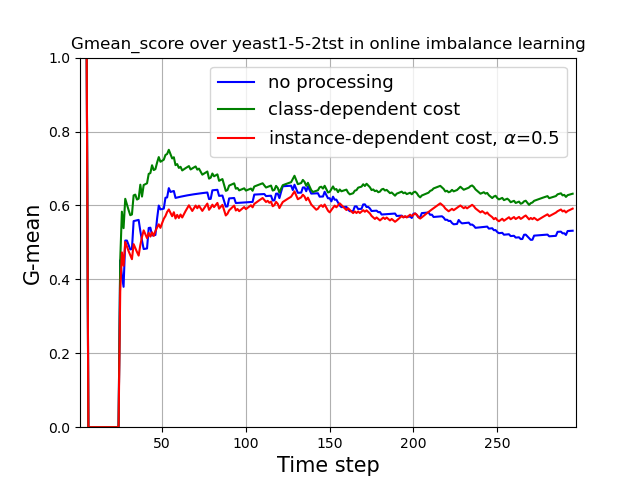 Gmean_score over yeast1-5-2tst in online imbalance learning
1.0
0.8
0.6
0.4
0.2
0.0
G-mean
no processing
class-dependent cost
instance-dependent cost, α=0.5
50 100 150 200 250
Time step